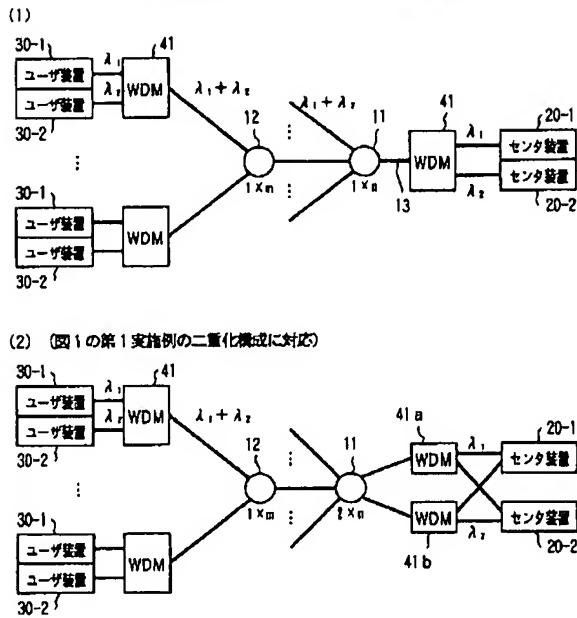 (1)
30-1
41
ユーザ装置
λ1
ユーザ装置
λ2
WDM
30-2
λ1+λ2
λ1+λ2
12
11
1×m
1×n
13
41
WDM
λ1
λ2
20-1
センタ装置
センタ装置
20-2
30-1
ユーザ装置
ユーザ装置
WDM
30-2
(2) (図1の第1実施例の二重化構成に対応)
30-1
41
ユーザ装置
λ1
ユーザ装置
λ2
WDM
30-2
λ1+λ2
12
11
1×m
2×n
41a
WDM
λ1
20-1
センタ装置
WDM
41b
λ2
センタ装置
20-2
30-1
ユーザ装置
ユーザ装置
WDM
30-2